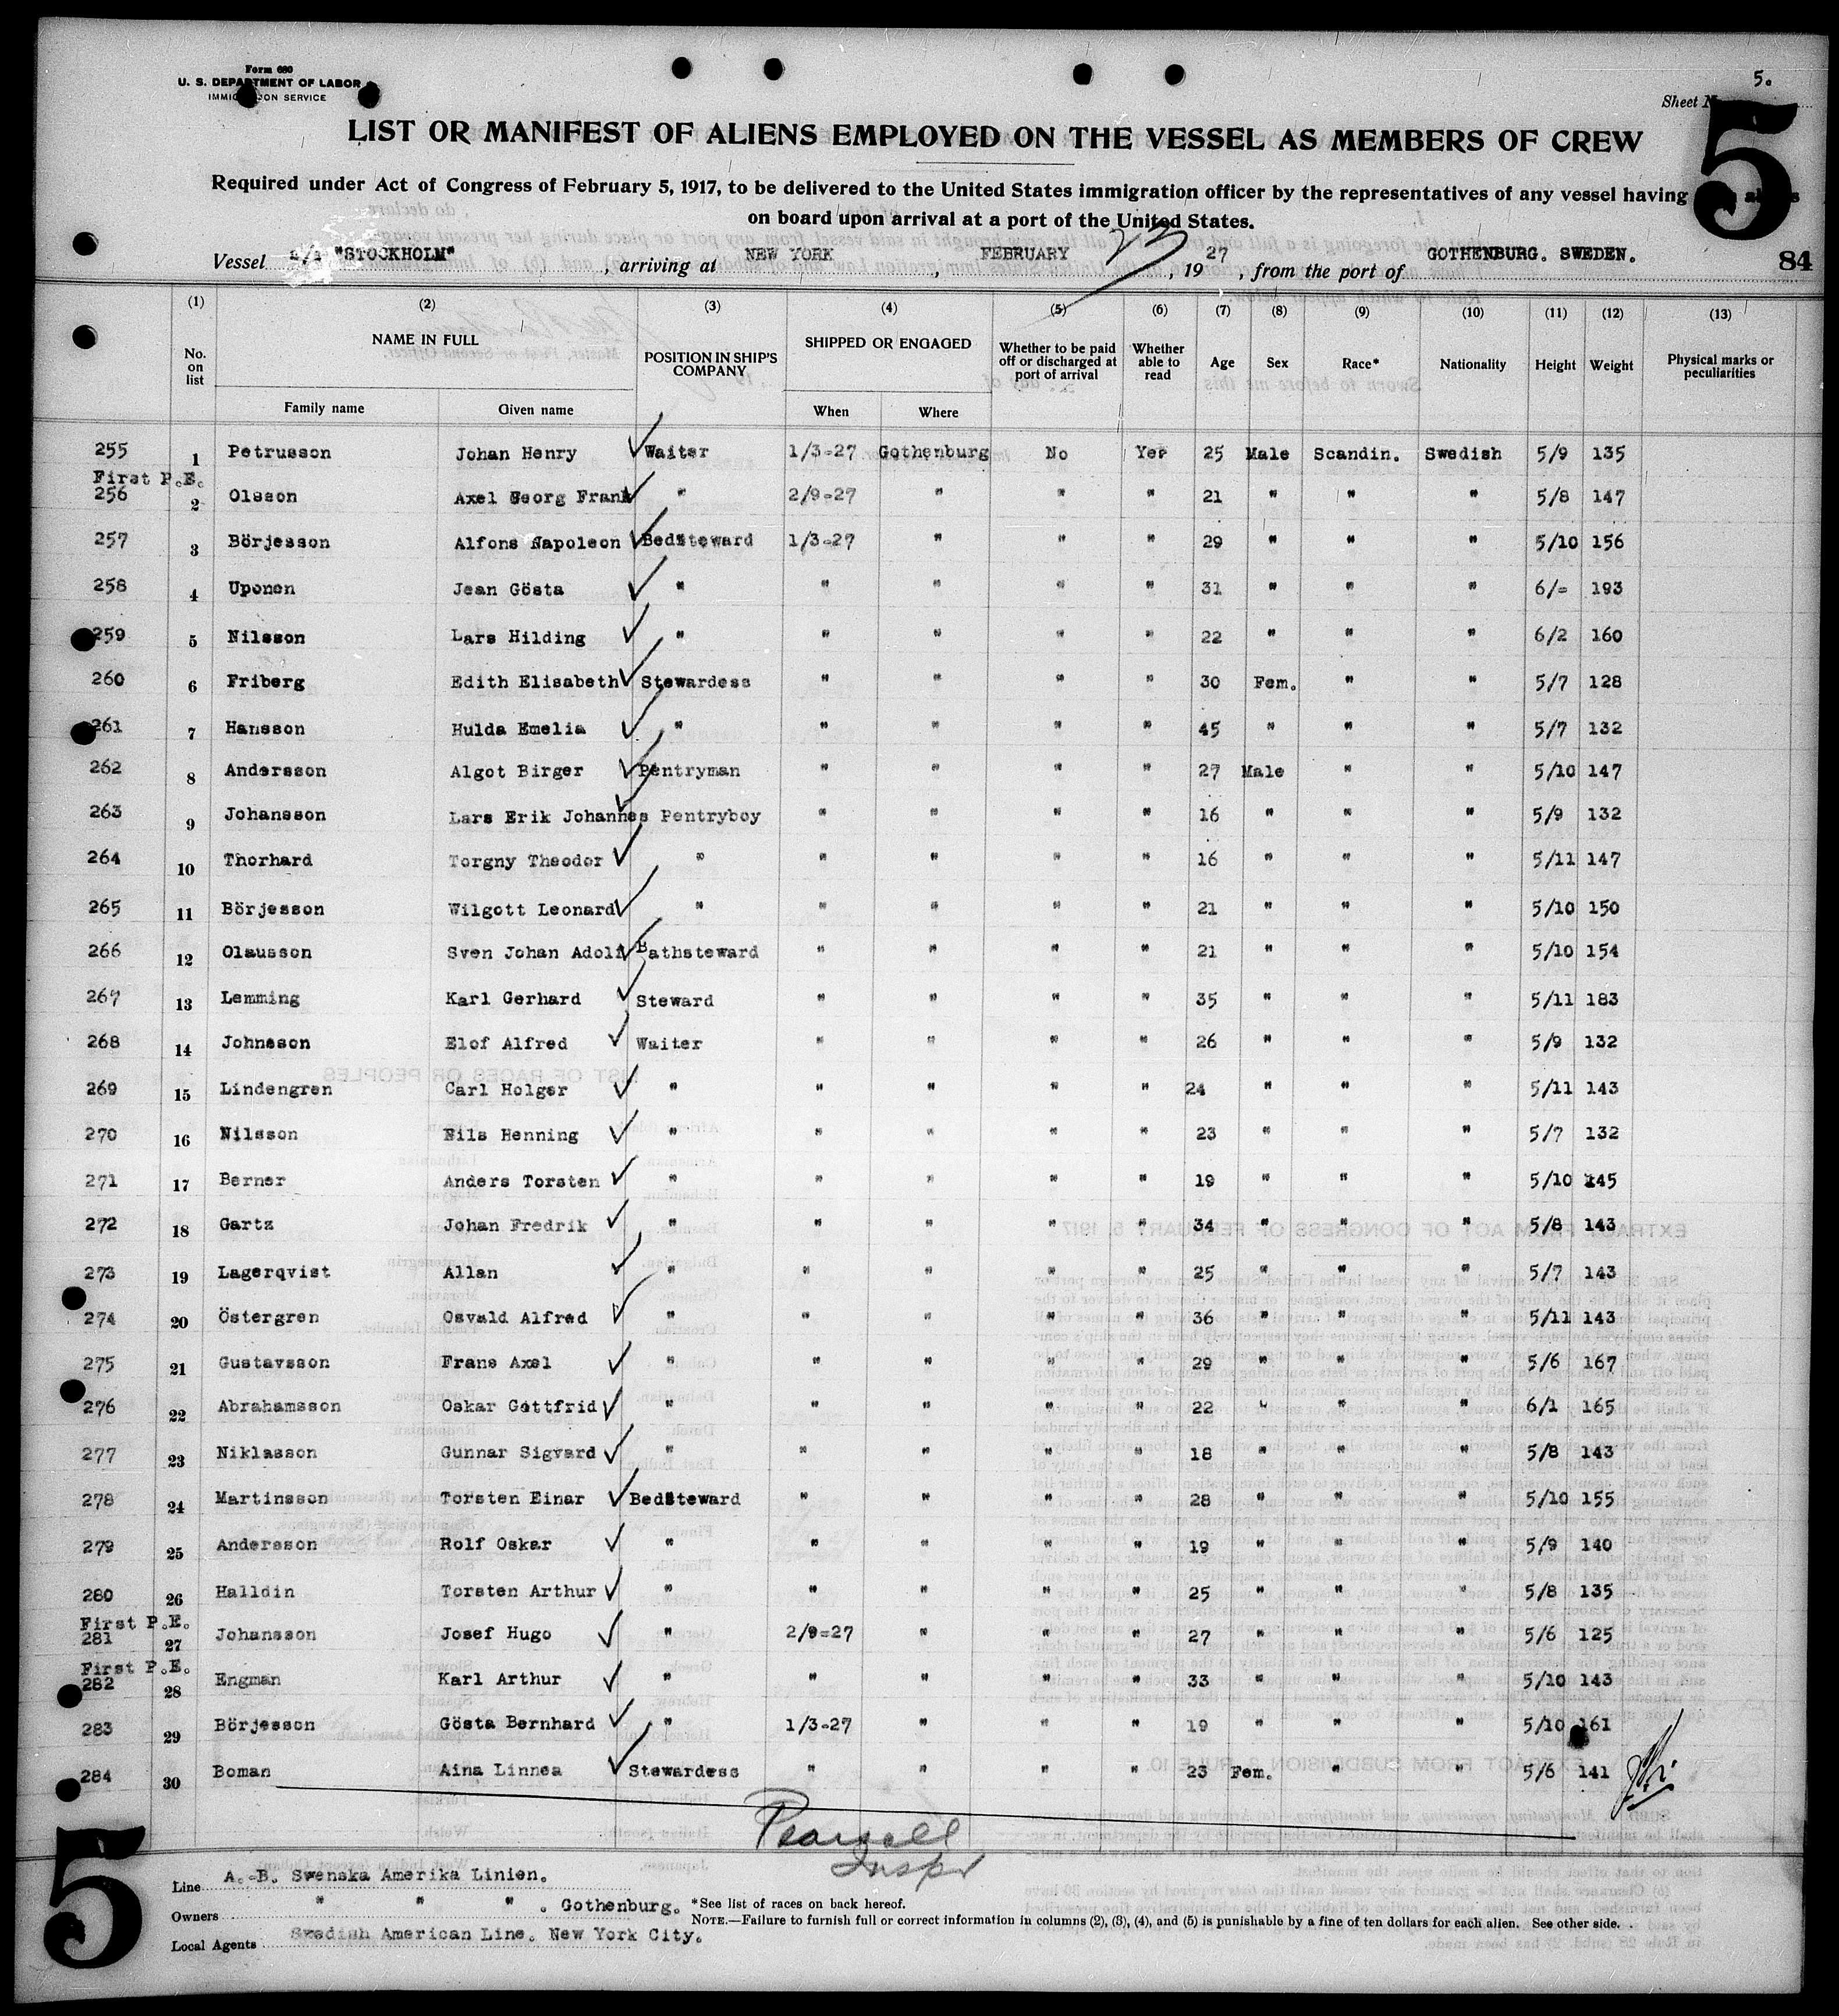 Form 680
U. S. DEPARTMENT OF LABOR
IMMIGRATION SERVICE
5.
Sheet
5
LIST OR MANIFEST OF ALIENS EMPLOYED ON THE VESSEL AS MEMBERS OF CREW
Required under Act of Congress of February 5, 1917, to be delivered to the United States immigration officer by the representatives of any vessel having
on board upon arrival at a port of the United States.
Vessel "STOCKHOLM", arriving at NEW YORK, FEBRUARY 23, 1927, from the port of GOTHENBURG. SWEDEN. 84
(1) (2) (3) (4) (5) (6) (7) (8) (9) (10) (11) (12) (13)
No. on list NAME IN FULL POSITION IN SHIP'S COMPANY SHIPPED OR ENGAGED Whether to be paid off or discharged at port of arrival Whether able to read Age Sex Race* Nationality Height Weight Physical marks or peculiarities
Family name Given name When Where
255 1 Petrusson Johan Henry Waiter 1/3-27 Gothenburg No Yes 25 Male Scandin. Swedish 5/9 135
First P.E.
256 2 Olsson Axel Georg Frank " 2/9-27 " " " 21 " " " 5/8 147
257 3 Börjesson Alfons Napoleon Bedsteward 1/3-27 " " " 29 " " " 5/10 156
258 4 Uponen Jean Gösta " " " " " 31 " " " 6/- 193
259 5 Nilsson Lars Hilding " " " " " 22 " " " 6/2 160
260 6 Friberg Edith Elisabeth Stewardess " " " " 30 Fem. " " 5/7 128
261 7 Hansson Hulda Emelia " " " " " 45 " " " 5/7 132
262 8 Andersson Algot Birger Pentryman " " " " 27 Male " " 5/10 147
263 9 Johansson Lars Erik Johannes Pentryboy " " " " 16 " " " 5/9 132
264 10 Thorhard Torgny Theodor " " " " " 16 " " " 5/11 147
265 11 Börjesson Wilgott Leonard " " " " " 21 " " " 5/10 150
266 12 Olausson Sven Johan Adolf Bathsteward " " " " 21 " " " 5/10 154
267 13 Lemming Karl Gerhard Steward " " " " 35 " " " 5/11 183
268 14 Johnsson Elof Alfred Waiter " " " " 26 " " " 5/9 132
269 15 Lindengren Carl Holger " " " " " 24 " " " 5/11 143
270 16 Nilsson Nils Henning " " " " " 23 " " " 5/7 132
271 17 Berner Anders Torsten " " " " " 19 " " " 5/10 145
272 18 Gartz Johan Fredrik " " " " " 34 " " " 5/8 143
273 19 Lagerqvist Allan " " " " " 25 " " " 5/7 143
274 20 Östergren Osvald Alfred " " " " " 36 " " " 5/11 143
275 21 Gustavsson Frans Axel " " " " " 29 " " " 5/6 167
276 22 Abrahamsson Oskar Gottfrid " " " " " 22 " " " 6/1 165
277 23 Niklasson Gunnar Sigvard " " " " " 18 " " " 5/8 143
278 24 Martinsson Torsten Einar Bedsteward " " " " 28 " " " 5/10 155
279 25 Andersson Rolf Oskar " " " " " 19 " " " 5/9 140
280 26 Halldin Torsten Arthur " " " " " 25 " " " 5/8 135
First P.E.
281 27 Johansson Josef Hugo " 2/9-27 " " " 27 " " " 5/6 125
First P.E.
282 28 Engman Karl Arthur " " " " " 33 " " " 5/10 143
283 29 Börjesson Gösta Bernhard " 1/3-27 " " " 19 " " " 5/10 161
284 30 Boman Aina Linnea Stewardess " " " " 23 Fem. " " 5/6 141
Pearsell
Inspr
5
Line A.-B. Swenska Amerika Linien.
Owners " " " . Gothenburg. *See list of races on back hereof.
NOTE.—Failure to furnish full or correct information in columns (2), (3), (4), and (5) is punishable by a fine of ten dollars for each alien. See other side.
Local Agents Swedish American Line. New York City.